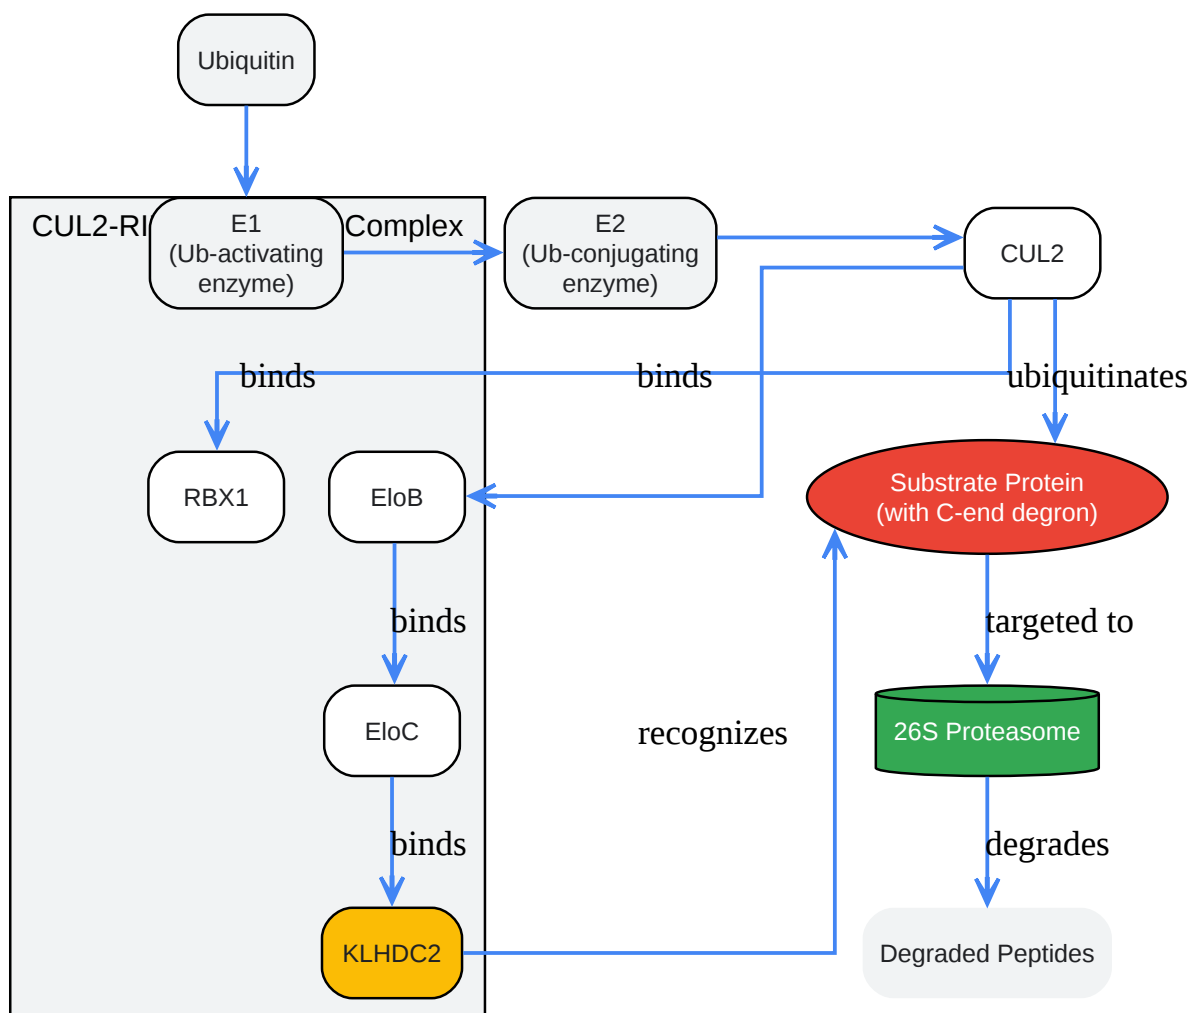 Ubiquitin
CUL2-RI
Complex
E1
(Ub-activating
enzyme)
E2
(Ub-conjugating
enzyme)
CUL2
binds
binds
ubiquitinates
RBX1
EloB
Substrate Protein
(with C-end degron)
binds
targeted to
EloC
recognizes
26S Proteasome
binds
degrades
KLHDC2
Degraded Peptides